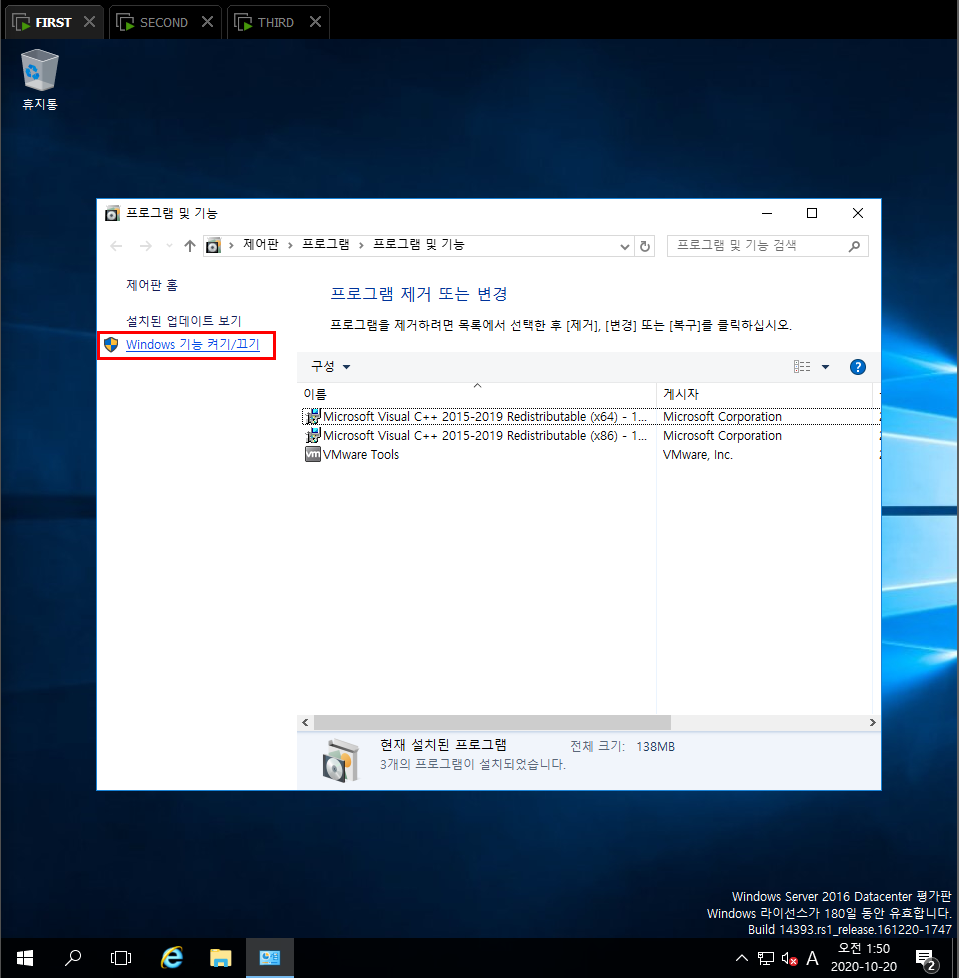 FIRST SECOND THIRD
휴지통
프로그램 및 기능
제어판 프로그램 프로그램 및 기능 프로그램 및 기능 검색
제어판 홈
프로그램 제거 또는 변경
설치된 업데이트 보기
프로그램을 제거하려면 목록에서 선택한 후 [제거], [변경] 또는 [복구]를 클릭하십시오.
Windows 기능 켜기/끄기
구성
이름 게시자
Microsoft Visual C++ 2015-2019 Redistributable (x64) - 1... Microsoft Corporation
Microsoft Visual C++ 2015-2019 Redistributable (x86) - 1... Microsoft Corporation
vm VMware Tools VMware, Inc.
현재 설치된 프로그램 전체 크기: 138MB
3개의 프로그램이 설치되었습니다.
Windows Server 2016 Datacenter 평가판
Windows 라이선스가 180일 동안 유효합니다.
Build 14393.rs1_release.161220-1747
A 오전 1:50
2020-10-20 2